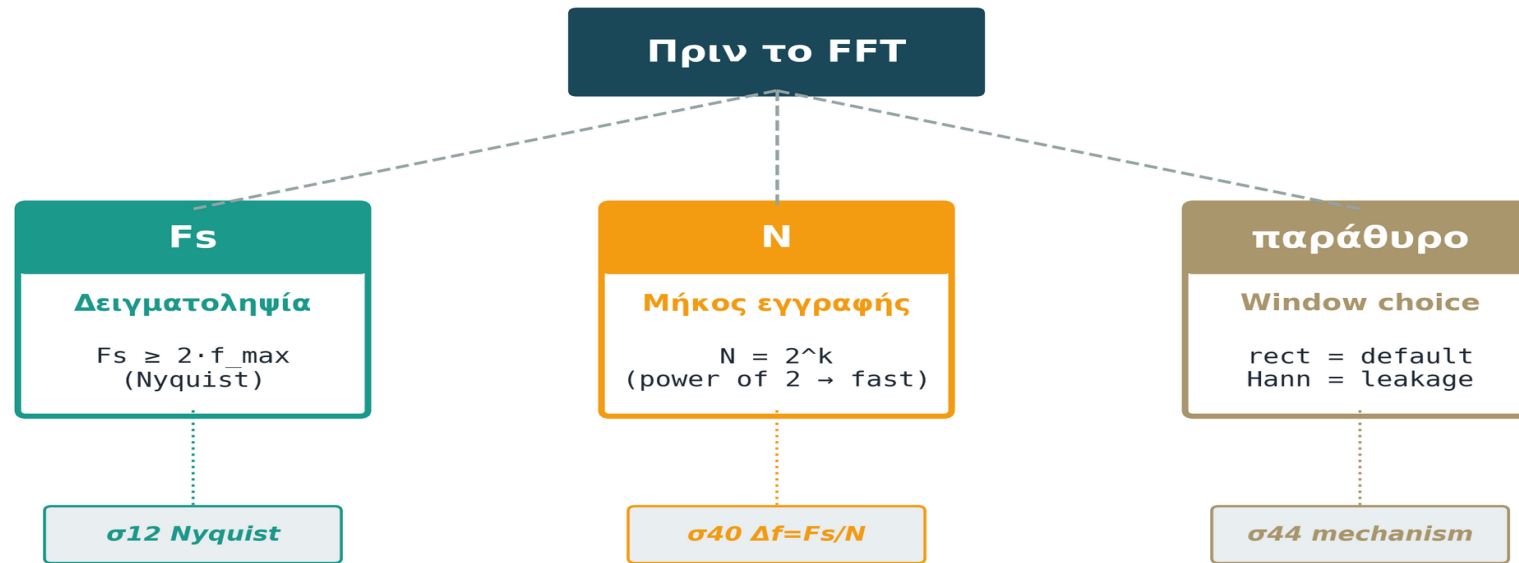 Πριν το FFT
Fs
Δειγματοληψία
Fs ≥ 2·f_max
(Nyquist)
σ12 Nyquist
N
Μήκος εγγραφής
N = 2^k
(power of 2 → fast)
σ40 Δf=Fs/N
παράθυρο
Window choice
rect = default
Hann = leakage
σ44 mechanism